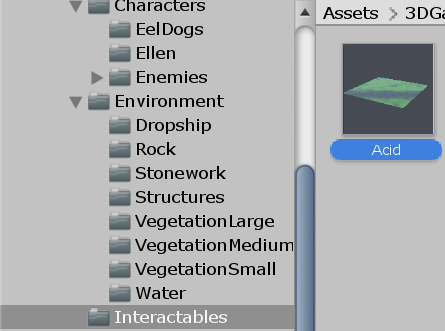 Characters
EelDogs
Ellen
Enemies
Environment
Dropship
Rock
Stonework
Structures
VegetationLarge
VegetationMedium
VegetationSmall
Water
Interactables
Assets > 3DGa
Acid